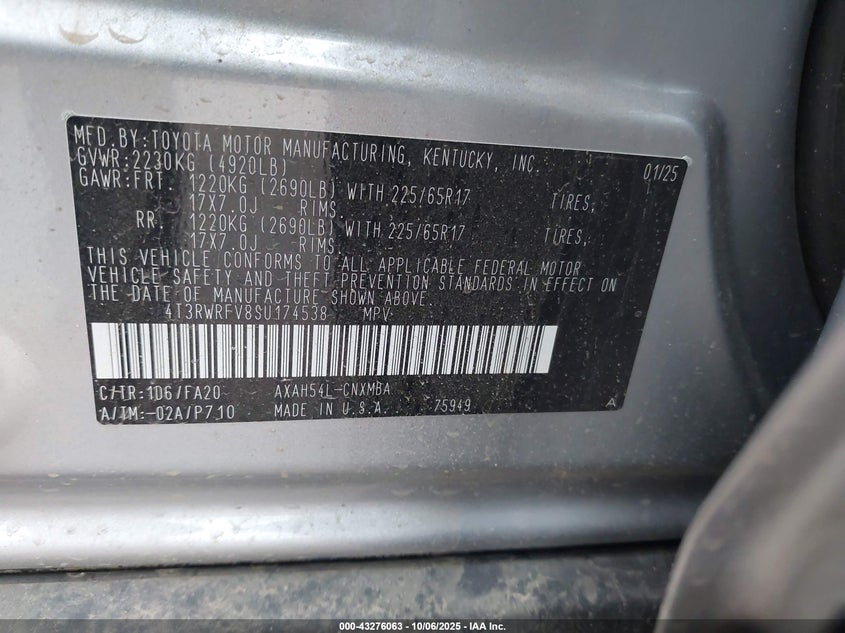 MFD.BY:TOYOTA MOTOR MANUFACTURING, KENTUCKY, INC. 01/25
GVWR:2230KG (4920LB)
GAWR:FRT. 1220KG (2690LB) WITH 225/65R17 TIRES,
17X7.0J RIMS
RR. 1220KG (2690LB) WITH 225/65R17 TIRES,
17X7.0J RIMS
THIS VEHICLE CONFORMS TO ALL APPLICABLE FEDERAL MOTOR
VEHICLE SAFETY AND THEFT PREVENTION STANDARDS IN EFFECT ON
THE DATE OF MANUFACTURE SHOWN ABOVE.
4T3RWRFV8SU174538 MPV
C/TR:1D6/FA20 AXAH54L-CNXMBA
A/TM:-02A/P710 MADE IN U.S.A. 75949 A
000-43276063 | 10/06/2025 | IAA Inc.